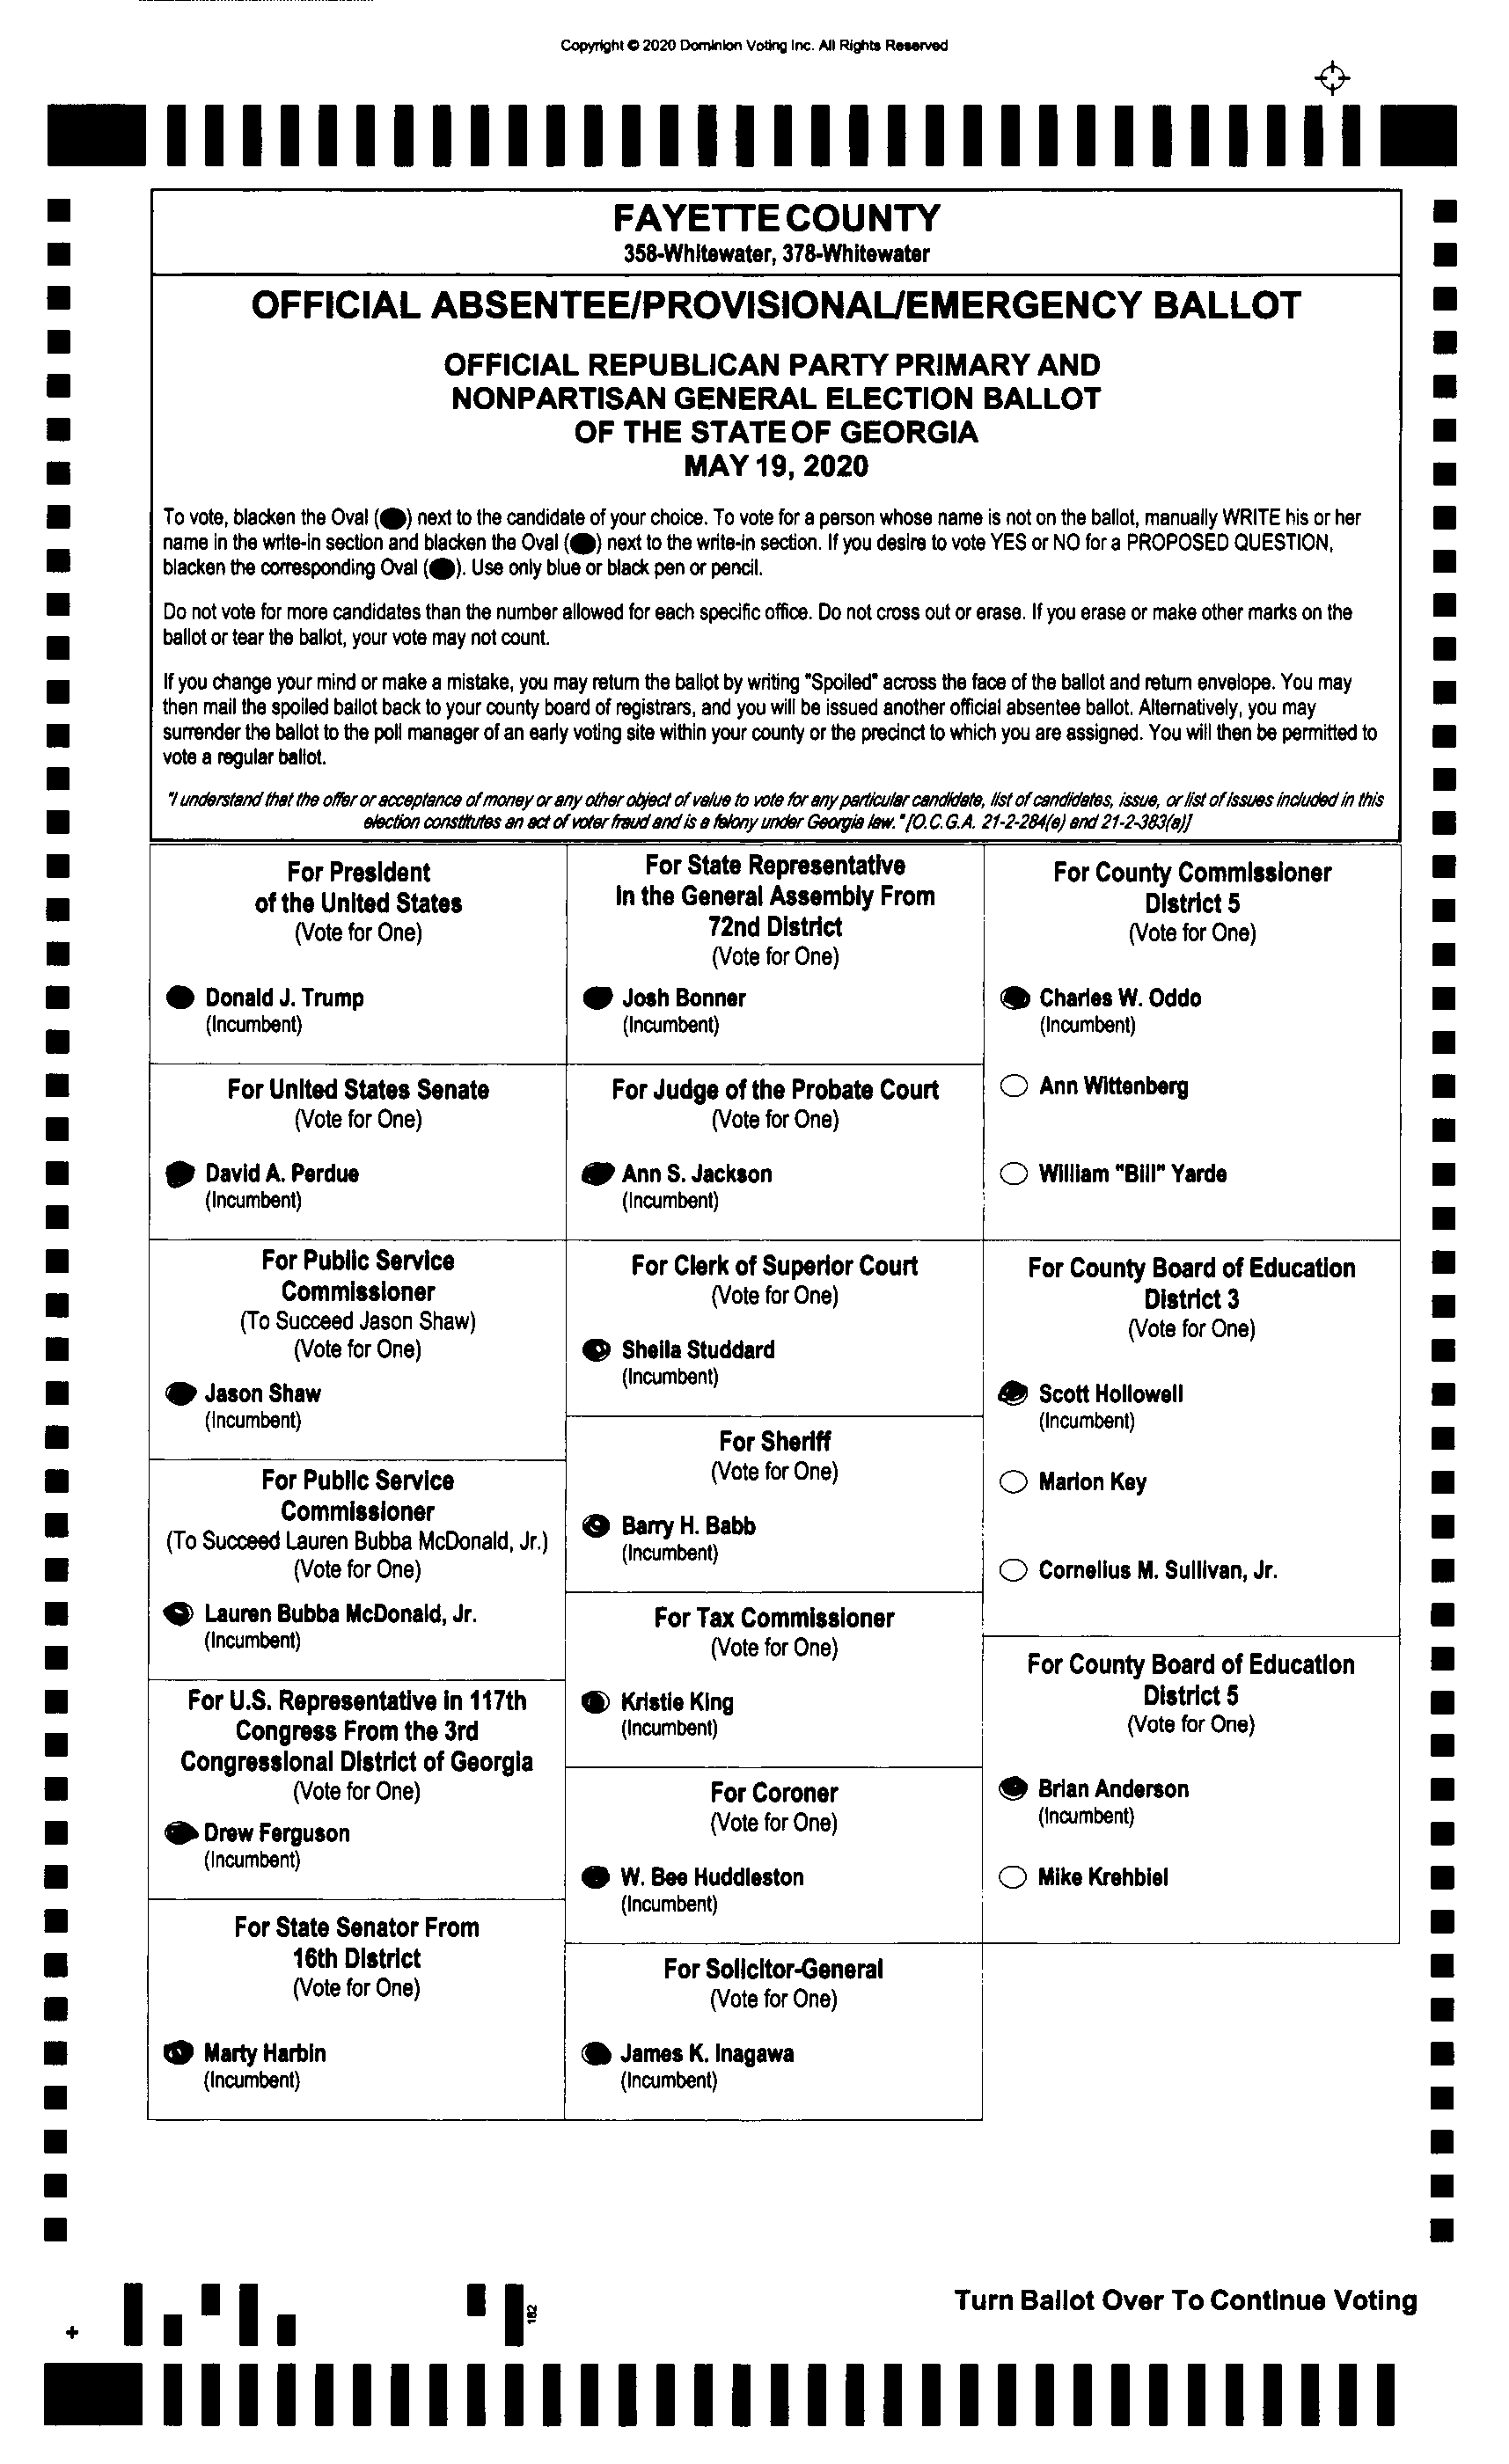 Copyright © 2020 Dominion Voting Inc. All Rights Reserved
FAYETTE COUNTY
358-Whitewater, 378-Whitewater
OFFICIAL ABSENTEE/PROVISIONAL/EMERGENCY BALLOT
OFFICIAL REPUBLICAN PARTY PRIMARY AND
NONPARTISAN GENERAL ELECTION BALLOT
OF THE STATE OF GEORGIA
MAY 19, 2020
To vote, blacken the Oval ( ) next to the candidate of your choice. To vote for a person whose name is not on the ballot, manually WRITE his or her
name in the write-in section and blacken the Oval ( ) next to the write-in section. If you desire to vote YES or NO for a PROPOSED QUESTION,
blacken the corresponding Oval ( ). Use only blue or black pen or pencil.
Do not vote for more candidates than the number allowed for each specific office. Do not cross out or erase. If you erase or make other marks on the
ballot or tear the ballot, your vote may not count.
If you change your mind or make a mistake, you may return the ballot by writing "Spoiled" across the face of the ballot and return envelope. You may
then mail the spoiled ballot back to your county board of registrars, and you will be issued another official absentee ballot. Alternatively, you may
surrender the ballot to the poll manager of an early voting site within your county or the precinct to which you are assigned. You will then be permitted to
vote a regular ballot.
"I understand that the offer or acceptance of money or any other object of value to vote for any particular candidate, list of candidates, issue, or list of issues included in this
election constitutes an act of voter fraud and is a felony under Georgia law." [O.C.G.A. 21-2-284(e) and 21-2-383(a)]
For President
of the United States
(Vote for One)
Donald J. Trump
(Incumbent)
For United States Senate
(Vote for One)
David A. Perdue
(Incumbent)
For Public Service
Commissioner
(To Succeed Jason Shaw)
(Vote for One)
Jason Shaw
(Incumbent)
For Public Service
Commissioner
(To Succeed Lauren Bubba McDonald, Jr.)
(Vote for One)
Lauren Bubba McDonald, Jr.
(Incumbent)
For U.S. Representative in 117th
Congress From the 3rd
Congressional District of Georgia
(Vote for One)
Drew Ferguson
(Incumbent)
For State Senator From
16th District
(Vote for One)
Marty Harbin
(Incumbent)
For State Representative
In the General Assembly From
72nd District
(Vote for One)
Josh Bonner
(Incumbent)
For Judge of the Probate Court
(Vote for One)
Ann S. Jackson
(Incumbent)
For Clerk of Superior Court
(Vote for One)
Sheila Studdard
(Incumbent)
For Sheriff
(Vote for One)
Barry H. Babb
(Incumbent)
For Tax Commissioner
(Vote for One)
Kristie King
(Incumbent)
For Coroner
(Vote for One)
W. Bee Huddleston
(Incumbent)
For Solicitor-General
(Vote for One)
James K. Inagawa
(Incumbent)
For County Commissioner
District 5
(Vote for One)
Charles W. Oddo
(Incumbent)
Ann Wittenberg
William "Bill" Yarde
For County Board of Education
District 3
(Vote for One)
Scott Hollowell
(Incumbent)
Marion Key
Cornelius M. Sullivan, Jr.
For County Board of Education
District 5
(Vote for One)
Brian Anderson
(Incumbent)
Mike Krehbiel
Turn Ballot Over To Continue Voting
182